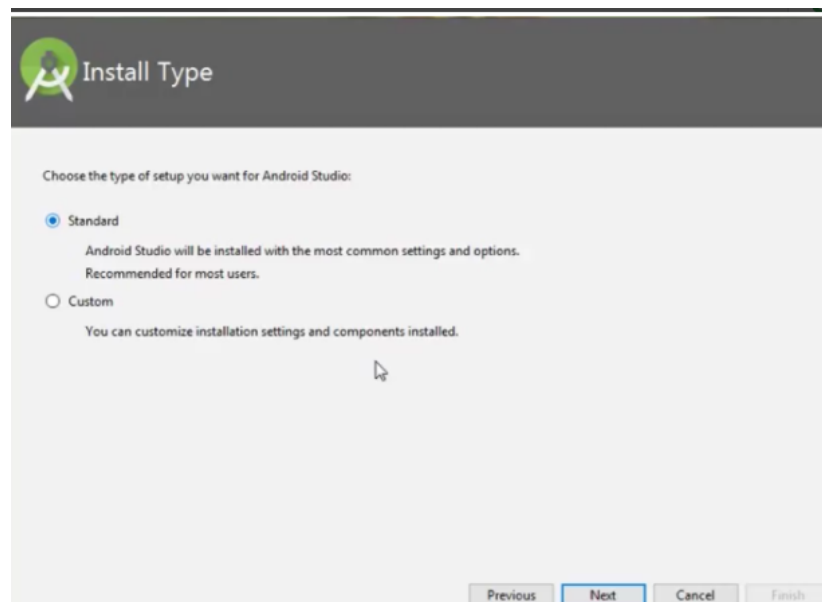 Install Type
Choose the type of setup you want for Android Studio:
Standard
Android Studio will be installed with the most common settings and options.
Recommended for most users.
Custom
You can customize installation settings and components installed.
Previous Next Cancel Finish